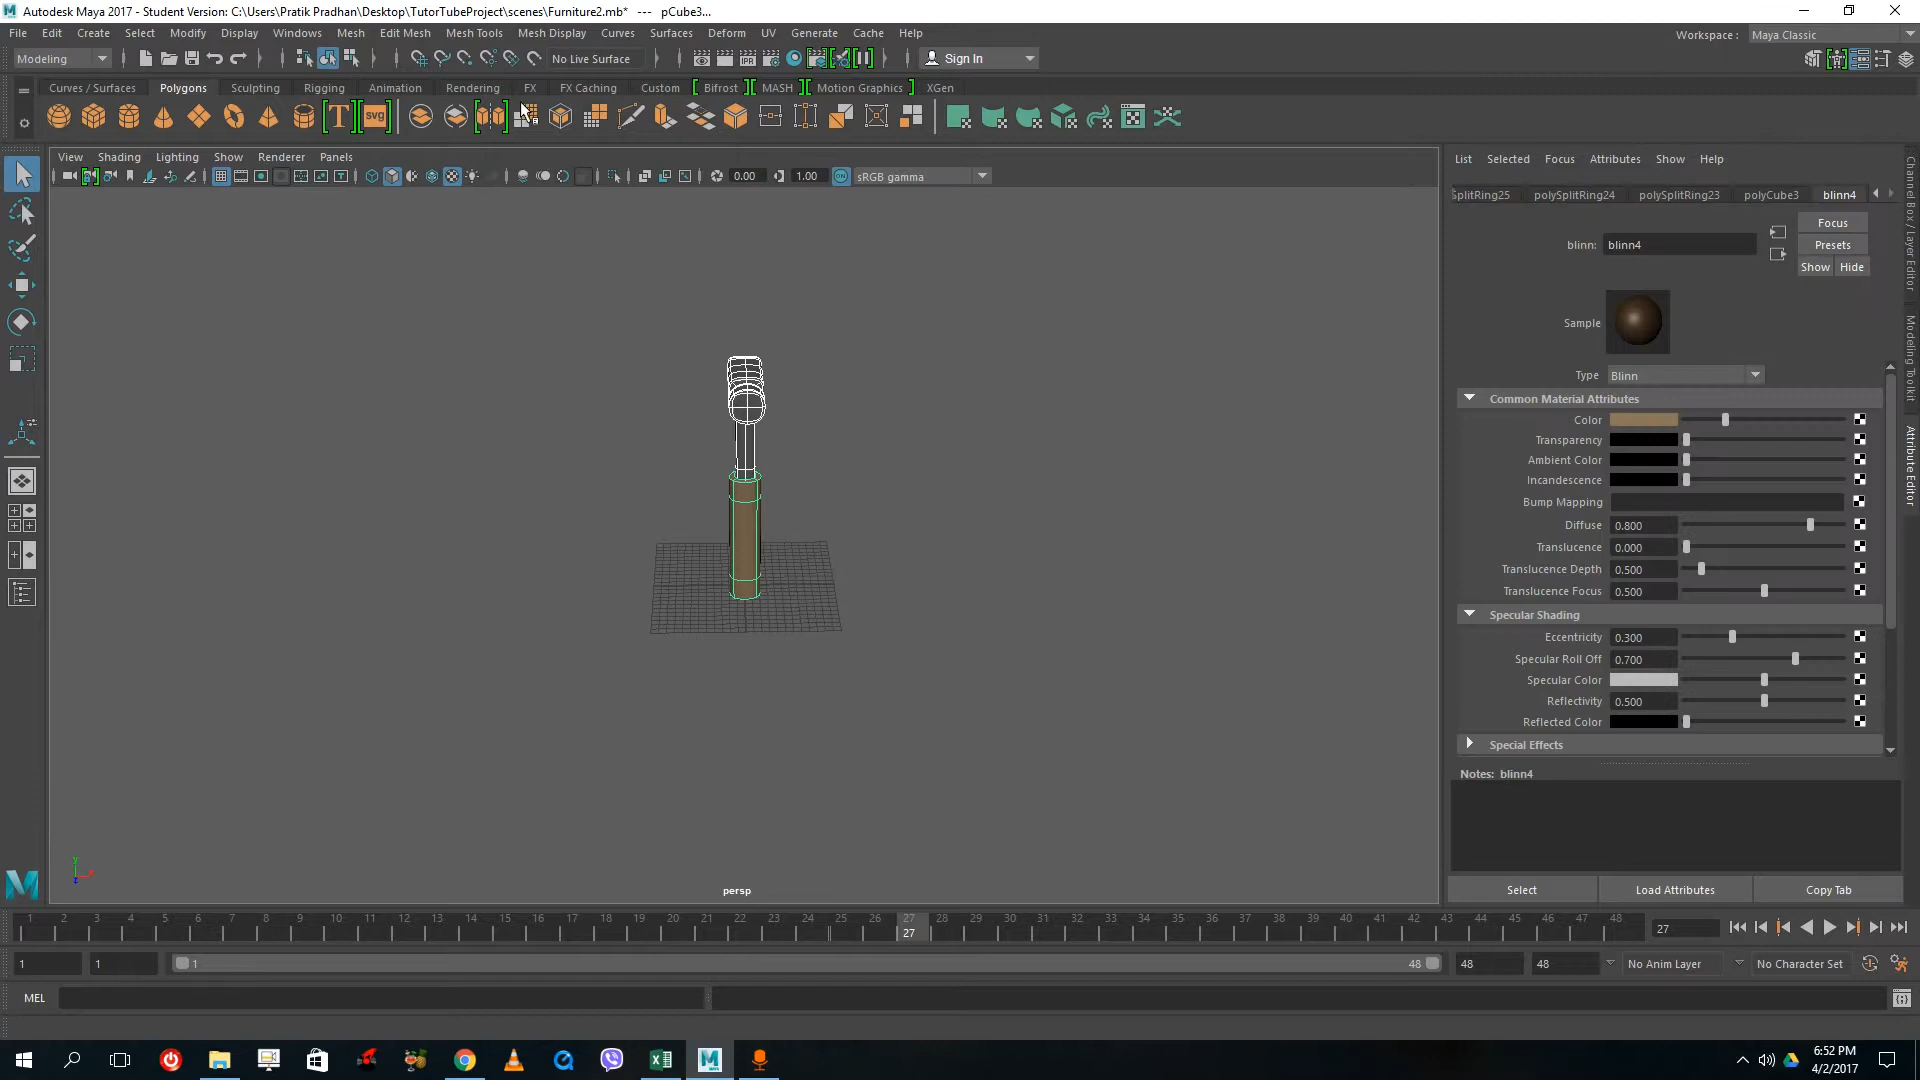 Autodesk Maya 2017 - Student Version: C:\Users\Pratik Pradhan\Desktop\TutorTubeProject\scenes\Furniture2.mb* --- pCube3...
File Edit Create Select Modify Display Windows Mesh Edit Mesh Mesh Tools Mesh Display Curves Surfaces Deform UV Generate Cache Help
Workspace : Maya Classic
Modeling No Live Surface Sign In
Curves / Surfaces Polygons Sculpting Rigging Animation Rendering FX FX Caching Custom Bifrost MASH Motion Graphics XGen
T svg
View Shading Lighting Show Renderer Panels
0.00 1.00 ON sRGB gamma
List Selected Focus Attributes Show Help
splitRing25 polySplitRing24 polySplitRing23 polyCube3 blinn4
Focus
blinn: blinn4 Presets
Show Hide
Sample
Type Blinn
Common Material Attributes
Color
Transparency
Ambient Color
Incandescence
Bump Mapping
Diffuse 0.800
Translucence 0.000
Translucence Depth 0.500
Translucence Focus 0.500
Specular Shading
Eccentricity 0.300
Specular Roll Off 0.700
Specular Color
Reflectivity 0.500
Reflected Color
Special Effects
Notes: blinn4
Select Load Attributes Copy Tab
Channel Box / Layer Editor
Modeling Toolkit
Attribute Editor
persp
1 2 3 4 5 6 7 8 9 10 11 12 13 14 15 16 17 18 19 20 21 22 23 24 25 26 27 28 29 30 31 32 33 34 35 36 37 38 39 40 41 42 43 44 45 46 47 48
27 27
1 1 1 48 48 48 No Anim Layer No Character Set
MEL
6:52 PM
4/2/2017